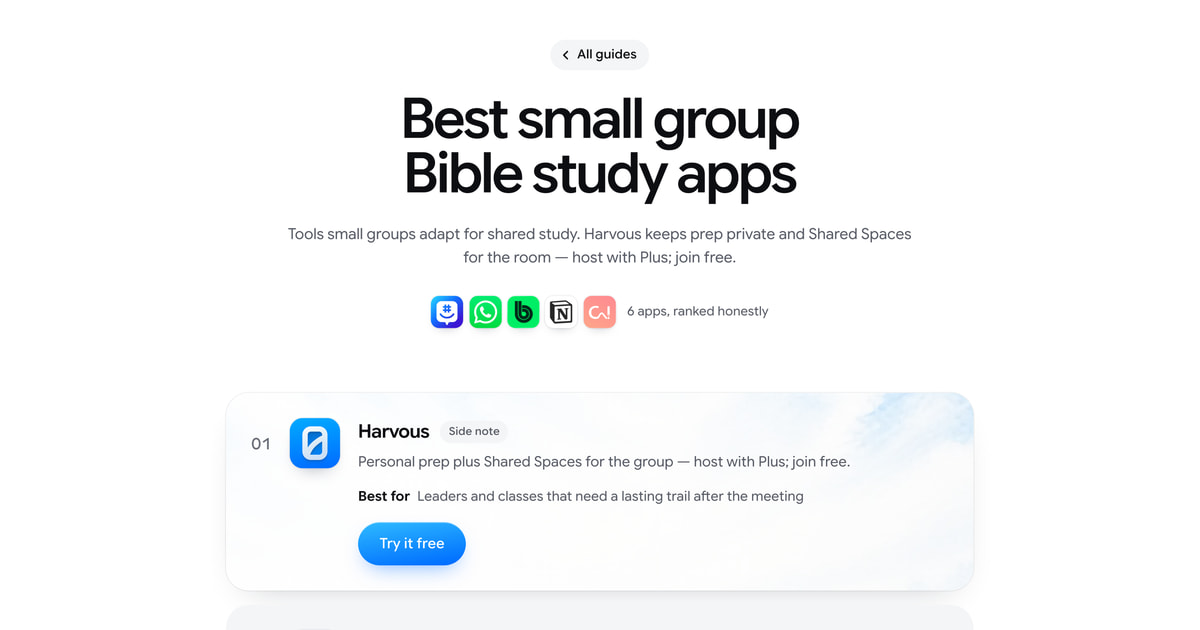 All guides
Best small group
Bible study apps
Tools small groups adapt for shared study. Harvous keeps prep private and Shared Spaces
for the room — host with Plus; join free.
6 apps, ranked honestly
01
Harvous Side note
Personal prep plus Shared Spaces for the group — host with Plus; join free.
Best for Leaders and classes that need a lasting trail after the meeting
Try it free